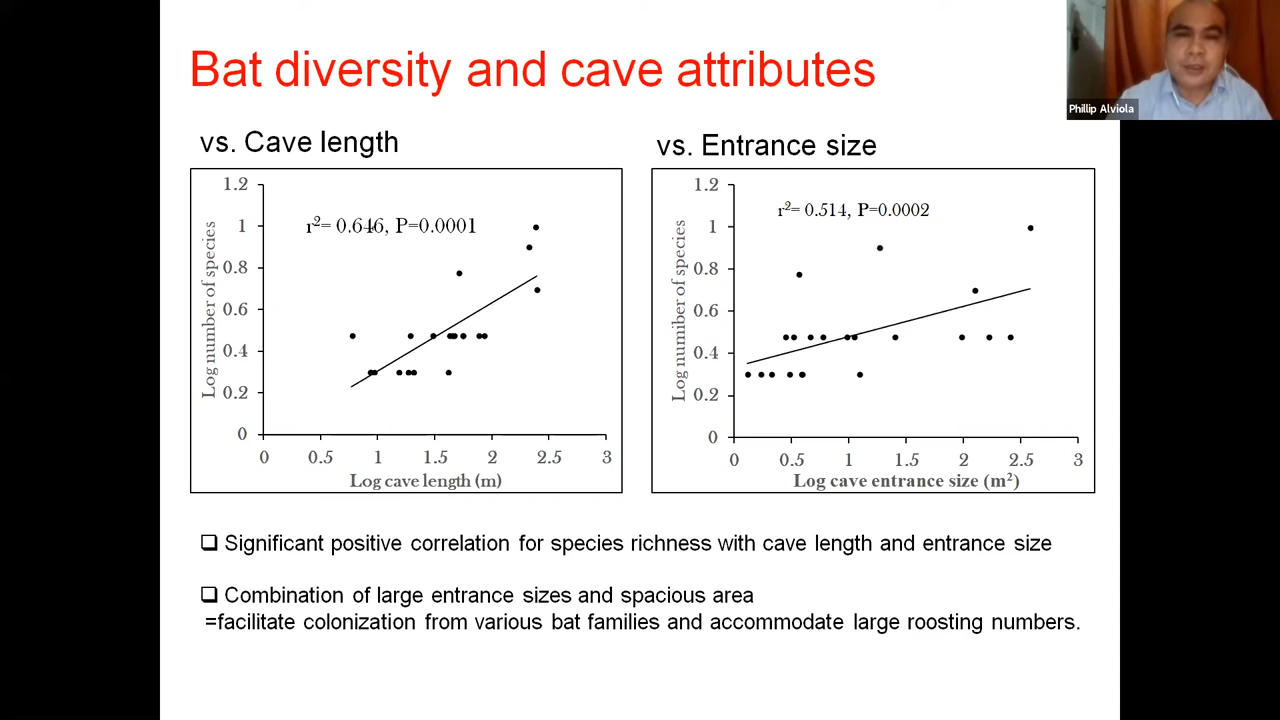 Bat diversity and cave attributes
Phillip Alviola
vs. Cave length
vs. Entrance size
1.2
1
0.8
0.6
0.4
0.2
0
Log number of species
r²= 0.646, P=0.0001
0 0.5 1 1.5 2 2.5 3
Log cave length (m)
1.2
1
0.8
0.6
0.4
0.2
0
Log numiber of species
r²= 0.514, P=0.0002
0 0.5 1 1.5 2 2.5 3
Log cave entrance size (m²)
❑ Significant positive correlation for species richness with cave length and entrance size
❑ Combination of large entrance sizes and spacious area
=facilitate colonization from various bat families and accommodate large roosting numbers.